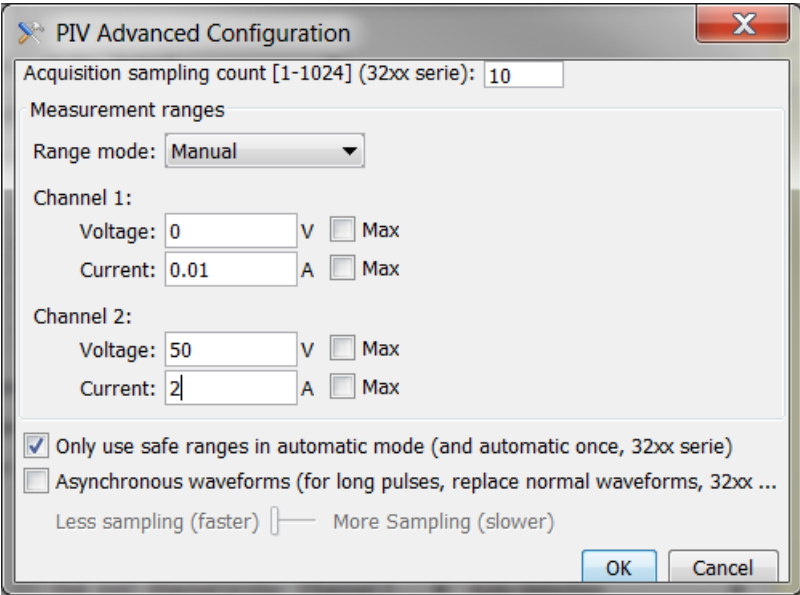 PIV Advanced Configuration
X
Acquisition sampling count [1-1024] (32xx serie): 10
Measurement ranges
Range mode: Manual
Channel 1:
Voltage: 0 V Max
Current: 0.01 A Max
Channel 2:
Voltage: 50 V Max
Current: 2 A Max
Only use safe ranges in automatic mode (and automatic once, 32xx serie)
Asynchronous waveforms (for long pulses, replace normal waveforms, 32xx ...
Less sampling (faster) More Sampling (slower)
OK Cancel